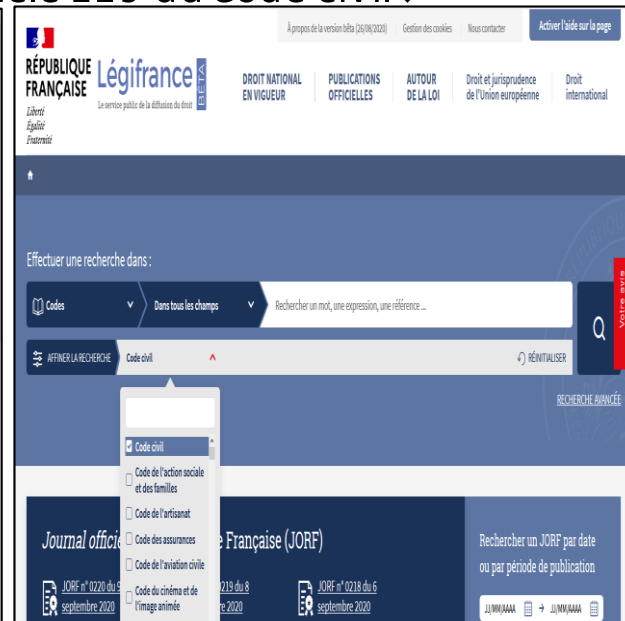 du Code civil ?
À propos de la version bêta (26/08/2020) Gestion des cookies Nous contacter Activer l'aide sur la page
RÉPUBLIQUE
FRANÇAISE
Liberté
Égalité
Fraternité
Légifrance BÊTA
Le service public de la diffusion du droit
DROIT NATIONAL
EN VIGUEUR
PUBLICATIONS
OFFICIELLES
AUTOUR
DE LA LOI
Droit et jurisprudence
de l'Union européenne
Droit
international
Effectuer une recherche dans :
Codes Dans tous les champs Rechercher un mot, une expression, une référence ...
AFFINER LA RECHERCHE Code civil RÉINITIALISER
RECHERCHE AVANCÉE
Votre avis
Code civil
Code de l'action sociale
et des familles
Code de l'artisanat
Code des assurances
Code de l'aviation civile
Code du cinéma et de
l'image animée
Journal offici e Française (JORF)
JORF n° 0220 du 9
septembre 2020
0219 du 8
re 2020
JORF n° 0218 du 6
septembre 2020
Rechercher un JORF par date
ou par période de publication
JJ/MM/AAAA → JJ/MM/AAAA